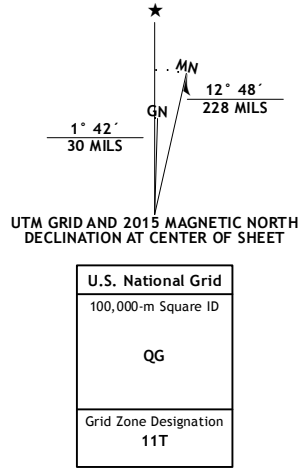 ★
MN
GN
12° 48´
228 MILS
1° 42´
30 MILS
UTM GRID AND 2015 MAGNETIC NORTH
DECLINATION AT CENTER OF SHEET
U.S. National Grid
100,000-m Square ID
QG
Grid Zone Designation
11T